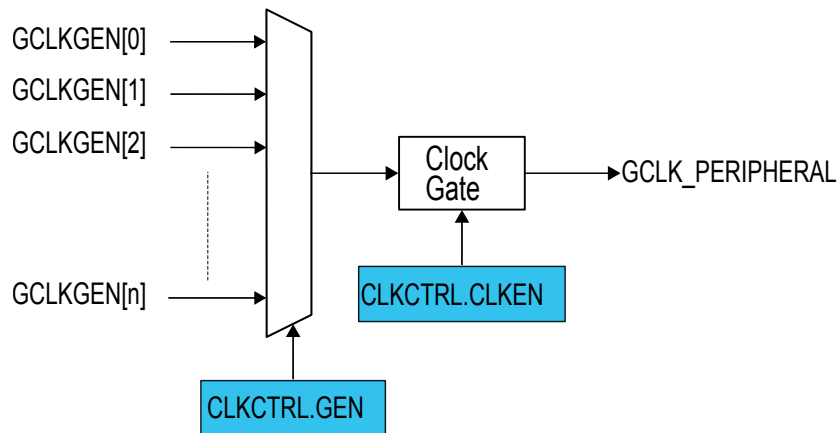 GCLKGEN[0]
GCLKGEN[1]
GCLKGEN[2]
Clock
Gate
GCLK_PERIPHERAL
GCLKGEN[n]
CLKCTRL.CLKEN
CLKCTRL.GEN